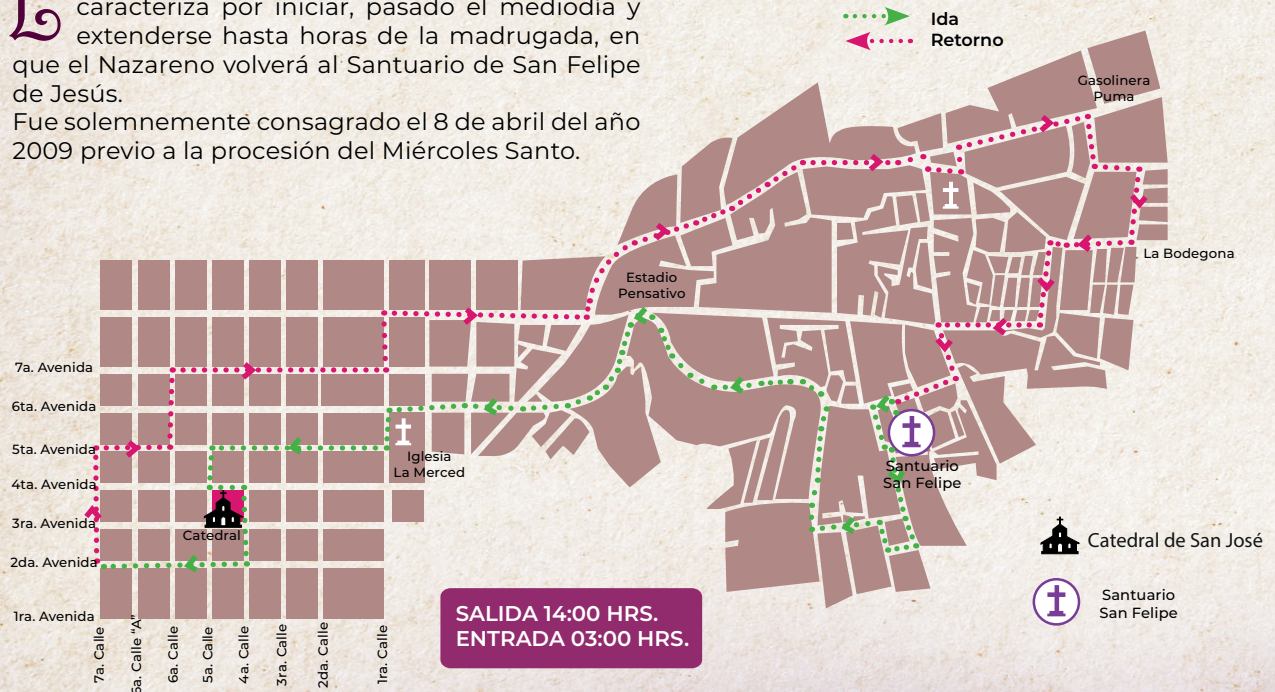 L caracteriza por iniciar, pasado el mediodía y
extenderse hasta horas de la madrugada, en
que el Nazareno volverá al Santuario de San Felipe
de Jesús.
Fue solemnemente consagrado el 8 de abril del año
2009 previo a la procesión del Miércoles Santo.
Ida
Retorno
Gasolinera
Puma
La Bodegona
Estadio
Pensativo
7a. Avenida
6ta. Avenida
5ta. Avenida
4ta. Avenida
3ra. Avenida
2da. Avenida
1ra. Avenida
Iglesia
La Merced
Catedral
Santuario
San Felipe
Catedral de San José
Santuario
San Felipe
SALIDA 14:00 HRS.
ENTRADA 03:00 HRS.
7a. Calle
6a. Calle "A"
6a. Calle
5a. Calle
4a. Calle
3ra. Calle
2da. Calle
1ra. Calle